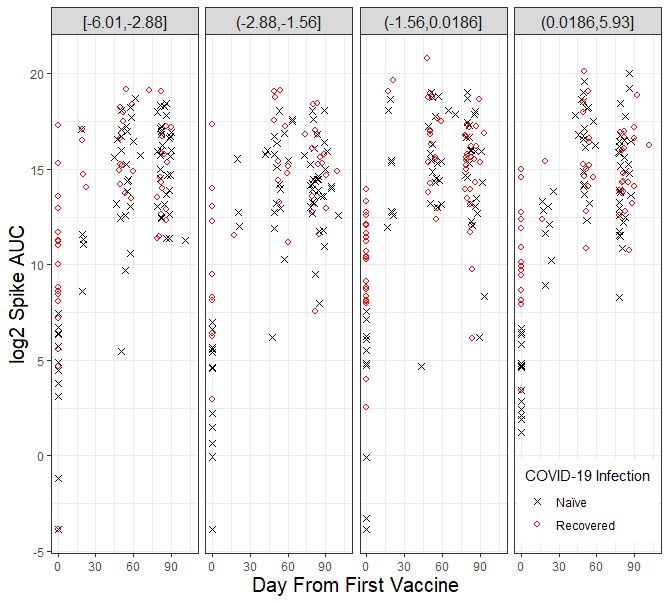 [-6.01,-2.88] (-2.88,-1.56] (-1.56,0.0186] (0.0186,5.93]
20
15
10
5
0
-5
log2 Spike AUC
COVID-19 Infection
Naïve
Recovered
0 30 60 90 0 30 60 90 0 30 60 90 0 30 60 90
Day From First Vaccine